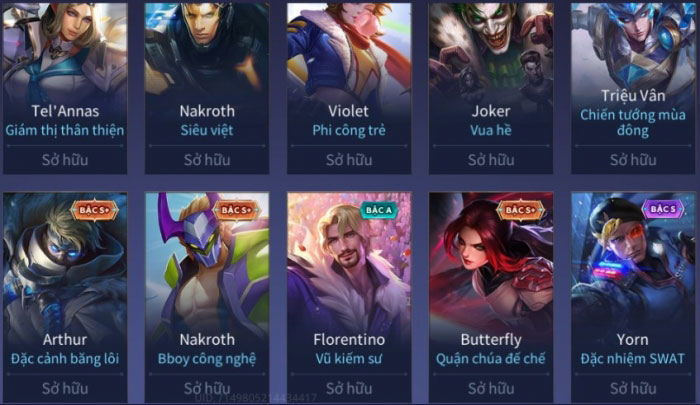 Tel'Annas
Giám thị thân thiện
Sở hữu
Nakroth
Siêu việt
Sở hữu
Violet
Phi công trẻ
Sở hữu
Joker
Vua hề
Sở hữu
Triệu Vân
Chiến tướng mùa
đông
Sở hữu
BẬC S+
Arthur
Đặc cảnh băng lôi
Sở hữu
BẬC S+
Nakroth
Bboy công nghệ
Sở hữu
BẬC A
Florentino
Vũ kiếm sư
Sở hữu
BẬC S+
Butterfly
Quận chúa đế chế
Sở hữu
BẬC S
Yorn
Đặc nhiệm SWAT
Sở hữu
UID: 7149805214434417